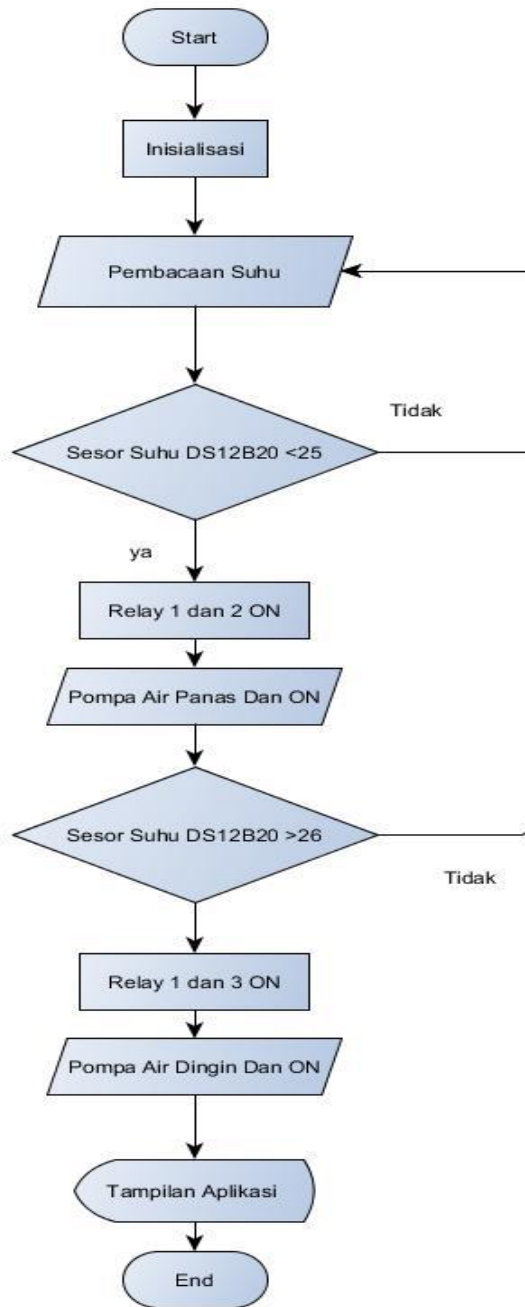 Start
Inisialisasi
Pembacaan Suhu
Tidak
Sesor Suhu DS12B20 <25
ya
Relay 1 dan 2 ON
Pompa Air Panas Dan ON
Sesor Suhu DS12B20 >26
Tidak
Relay 1 dan 3 ON
Pompa Air Dingin Dan ON
Tampilan Aplikasi
End